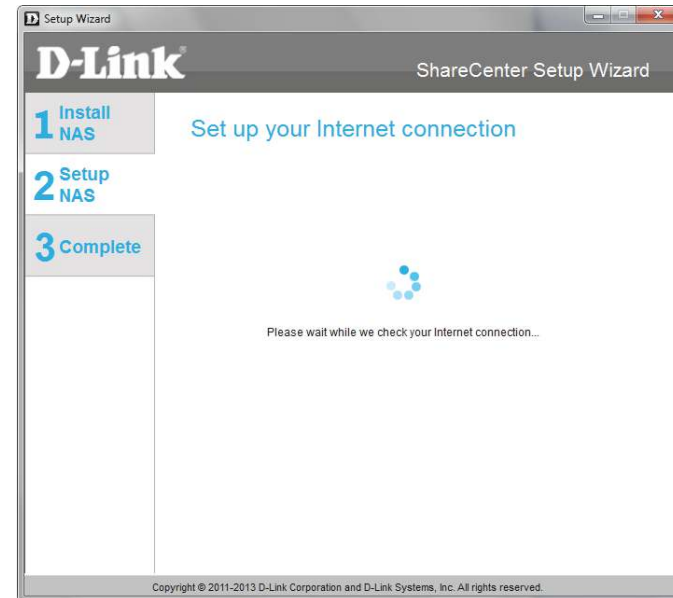 Setup Wizard
D-Link®
ShareCenter Setup Wizard
1 Install
NAS
Set up your Internet connection
2 Setup
NAS
3 Complete
Please wait while we check your Internet connection...
Copyright © 2011-2013 D-Link Corporation and D-Link Systems, Inc. All rights reserved.